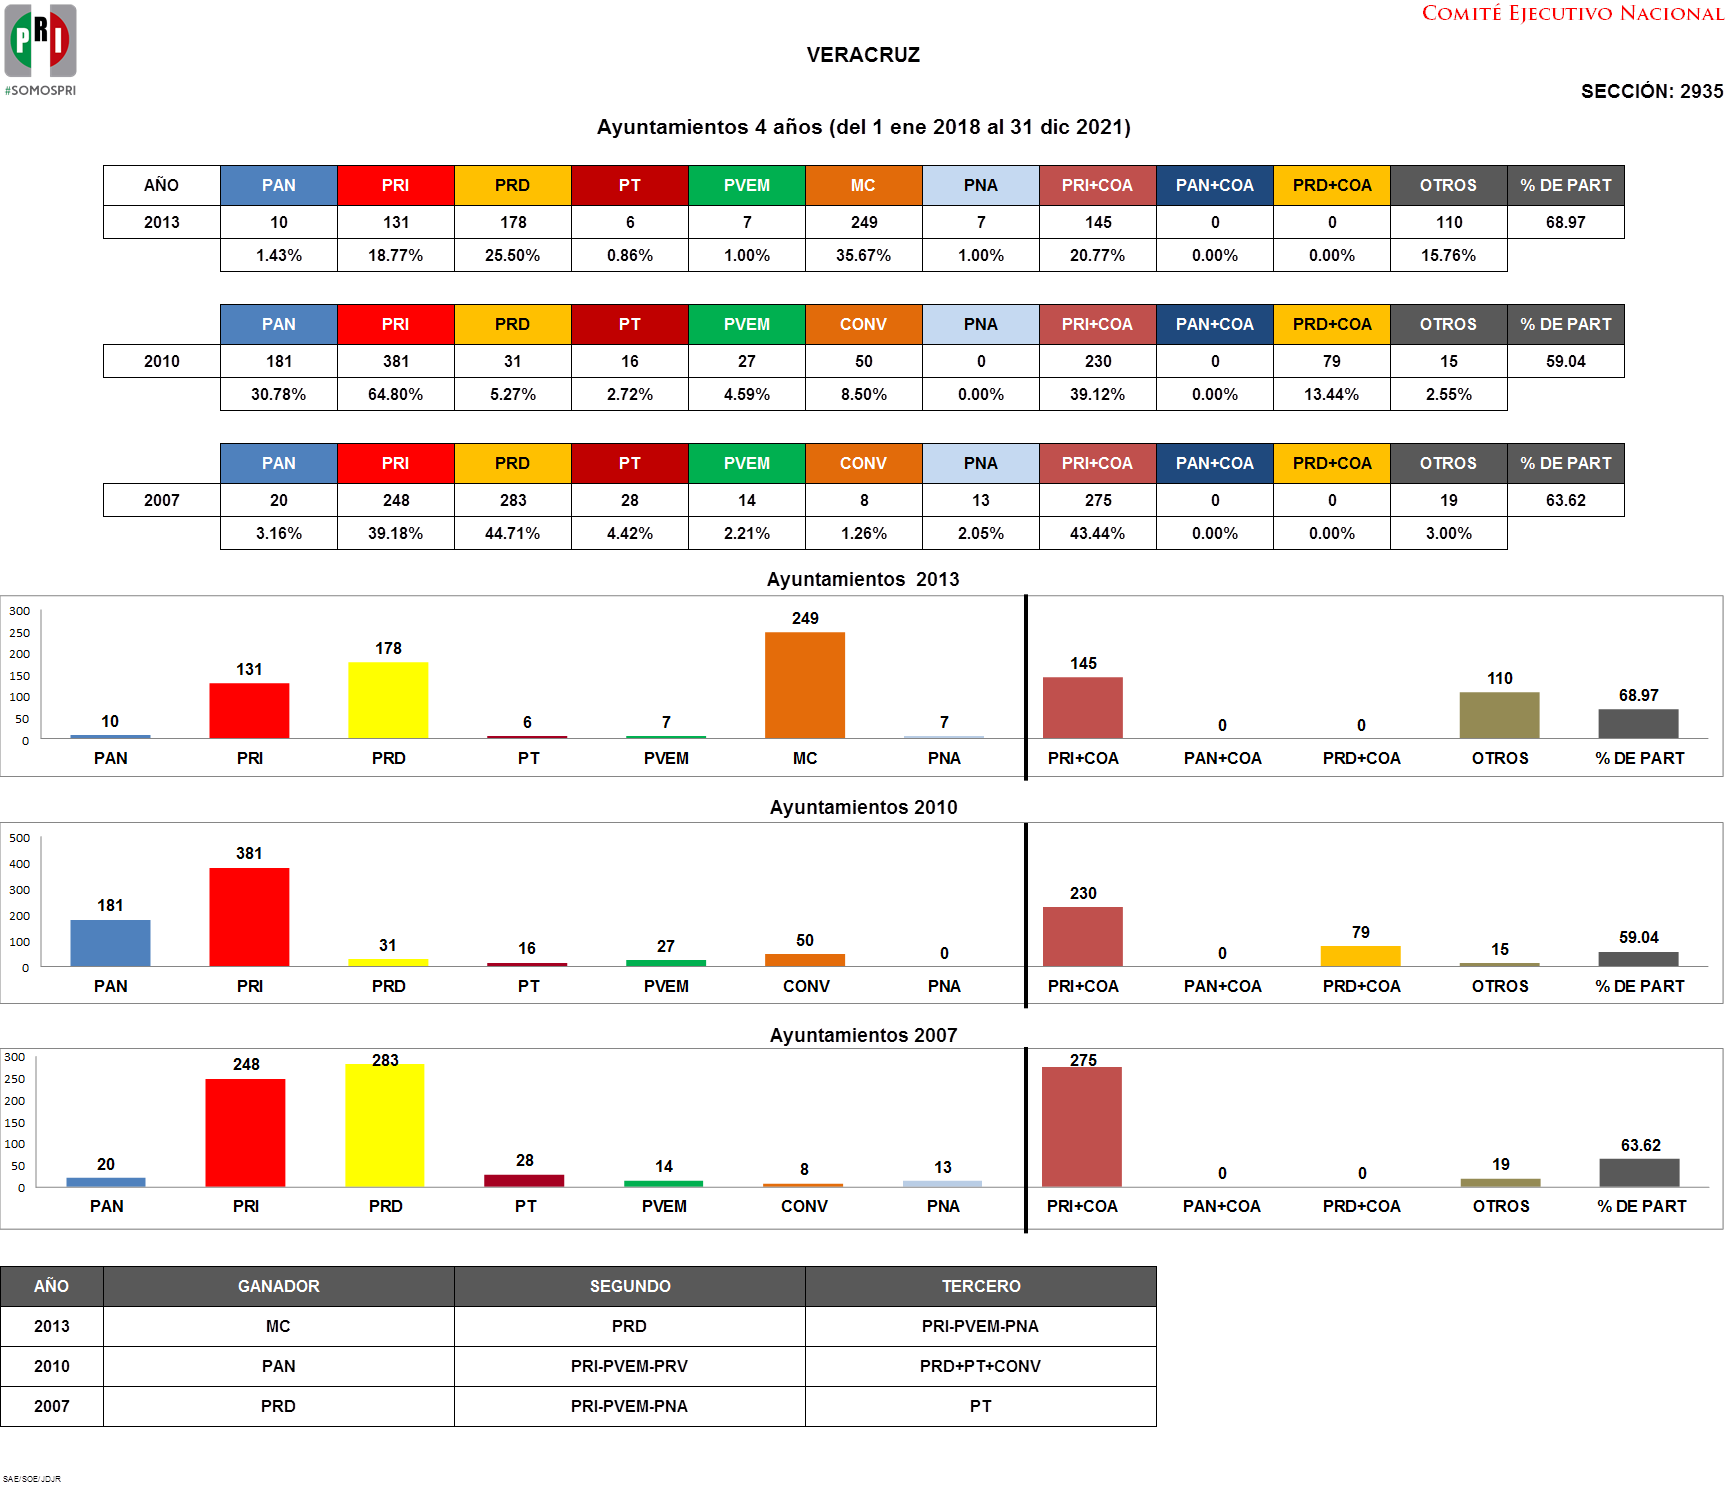 PRI
#SOMOSPRI
COMITÉ EJECUTIVO NACIONAL
VERACRUZ
SECCIÓN: 2935
Ayuntamientos 4 años (del 1 ene 2018 al 31 dic 2021)
AÑO PAN PRI PRD PT PVEM MC PNA PRI+COA PAN+COA PRD+COA OTROS % DE PART
2013 10 131 178 6 7 249 7 145 0 0 110 68.97
1.43% 18.77% 25.50% 0.86% 1.00% 35.67% 1.00% 20.77% 0.00% 0.00% 15.76%
PAN PRI PRD PT PVEM CONV PNA PRI+COA PAN+COA PRD+COA OTROS % DE PART
2010 181 381 31 16 27 50 0 230 0 79 15 59.04
30.78% 64.80% 5.27% 2.72% 4.59% 8.50% 0.00% 39.12% 0.00% 13.44% 2.55%
PAN PRI PRD PT PVEM CONV PNA PRI+COA PAN+COA PRD+COA OTROS % DE PART
2007 20 248 283 28 14 8 13 275 0 0 19 63.62
3.16% 39.18% 44.71% 4.42% 2.21% 1.26% 2.05% 43.44% 0.00% 0.00% 3.00%
Ayuntamientos 2013
300
250
200
150
100
50
0
10 131 178 6 7 249 7 145 0 0 110 68.97
PAN PRI PRD PT PVEM MC PNA PRI+COA PAN+COA PRD+COA OTROS % DE PART
Ayuntamientos 2010
500
400
300
200
100
0
181 381 31 16 27 50 0 230 0 79 15 59.04
PAN PRI PRD PT PVEM CONV PNA PRI+COA PAN+COA PRD+COA OTROS % DE PART
Ayuntamientos 2007
300
250
200
150
100
50
0
20 248 283 28 14 8 13 275 0 0 19 63.62
PAN PRI PRD PT PVEM CONV PNA PRI+COA PAN+COA PRD+COA OTROS % DE PART
AÑO GANADOR SEGUNDO TERCERO
2013 MC PRD PRI-PVEM-PNA
2010 PAN PRI-PVEM-PRV PRD+PT+CONV
2007 PRD PRI-PVEM-PNA PT
SAE/SOE/JDJR